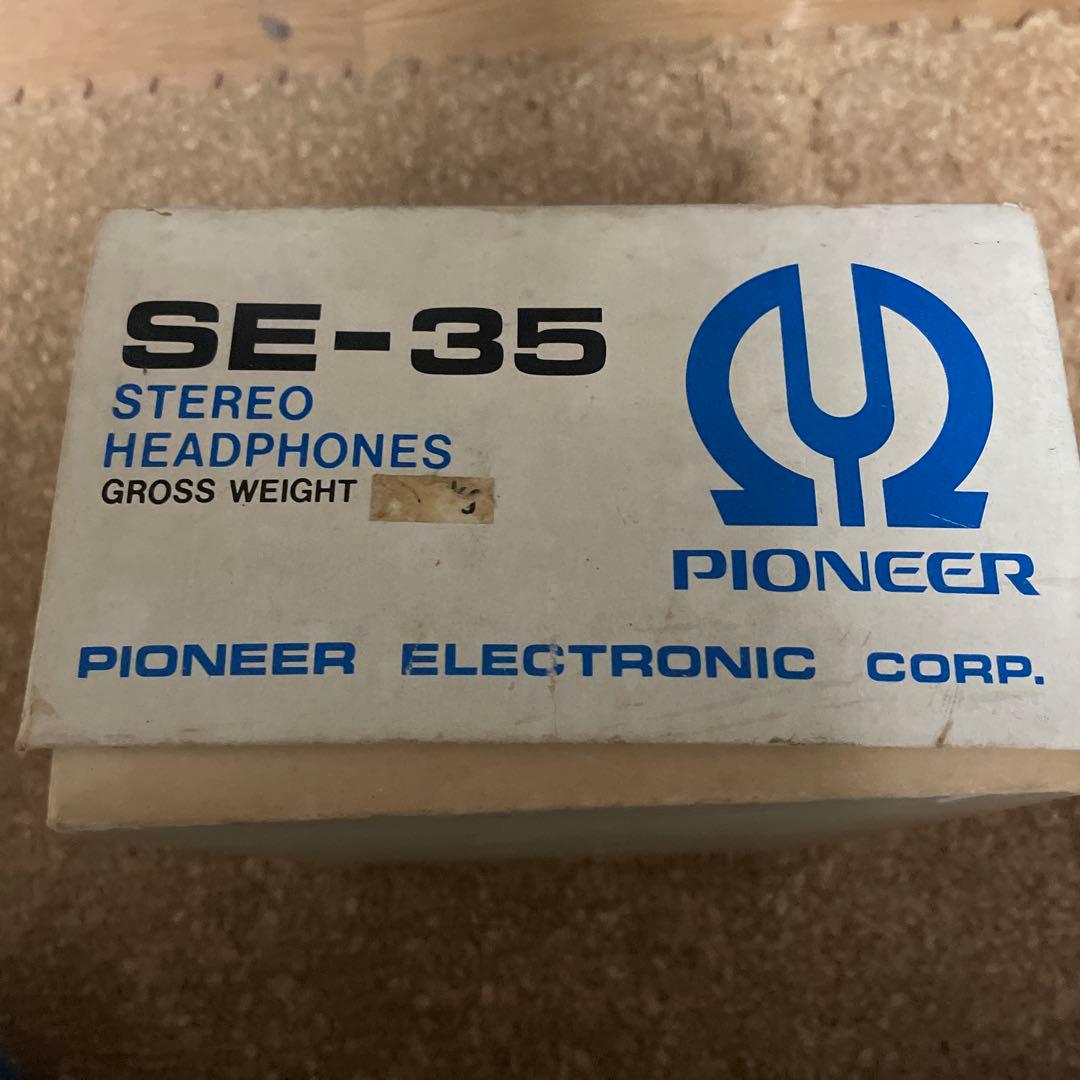 SE-35
STEREO
HEADPHONES
GROSS WEIGHT
PIONEER
PIONEER ELECTRONIC CORP.